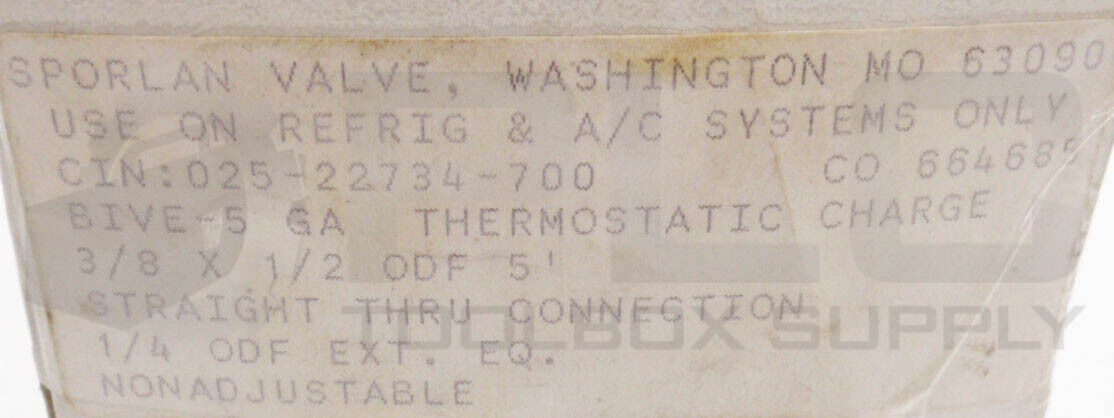 SPORLAN VALVE, WASHINGTON MO 63090
USE ON REFRIG & A/C SYSTEMS ONLY
CIN:025-22734-700 CO 664685
BIVE-5 GA THERMOSTATIC CHARGE
3/8 X 1/2 ODF 5'
STRAIGHT THRU CONNECTION
1/4 ODF EXT. EQ.
NONADJUSTABLE
TOOLBOX SUPPLY